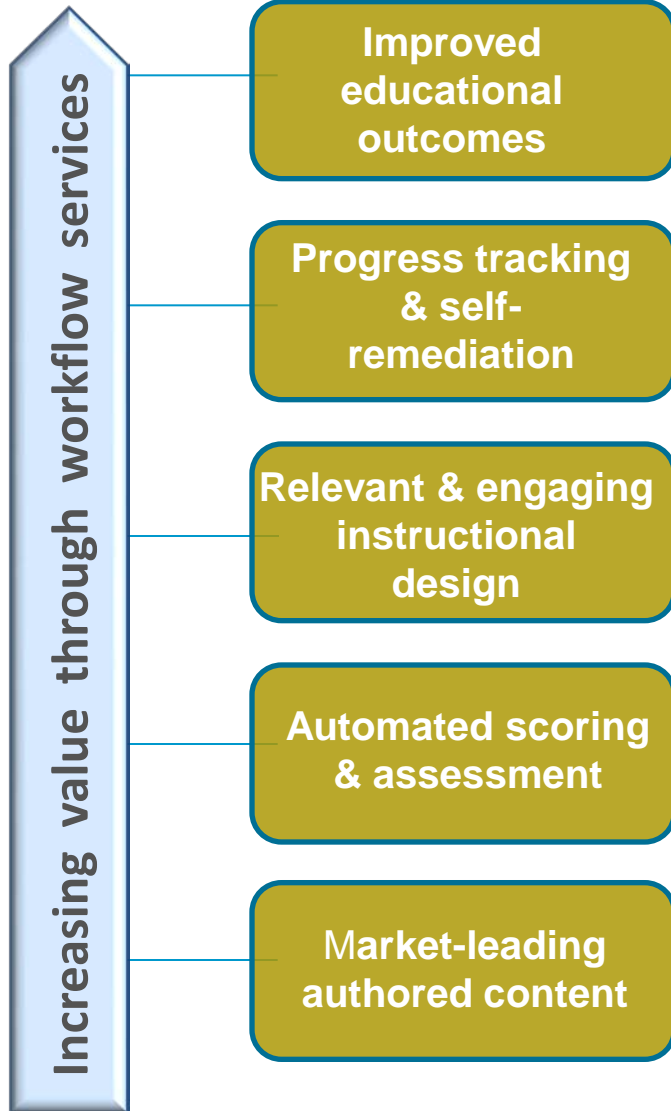 Increasing value through workflow services
Improved
educational
outcomes
Progress tracking
& self-
remediation
Relevant & engaging
instructional
design
Automated scoring
& assessment
Market-leading
authored content